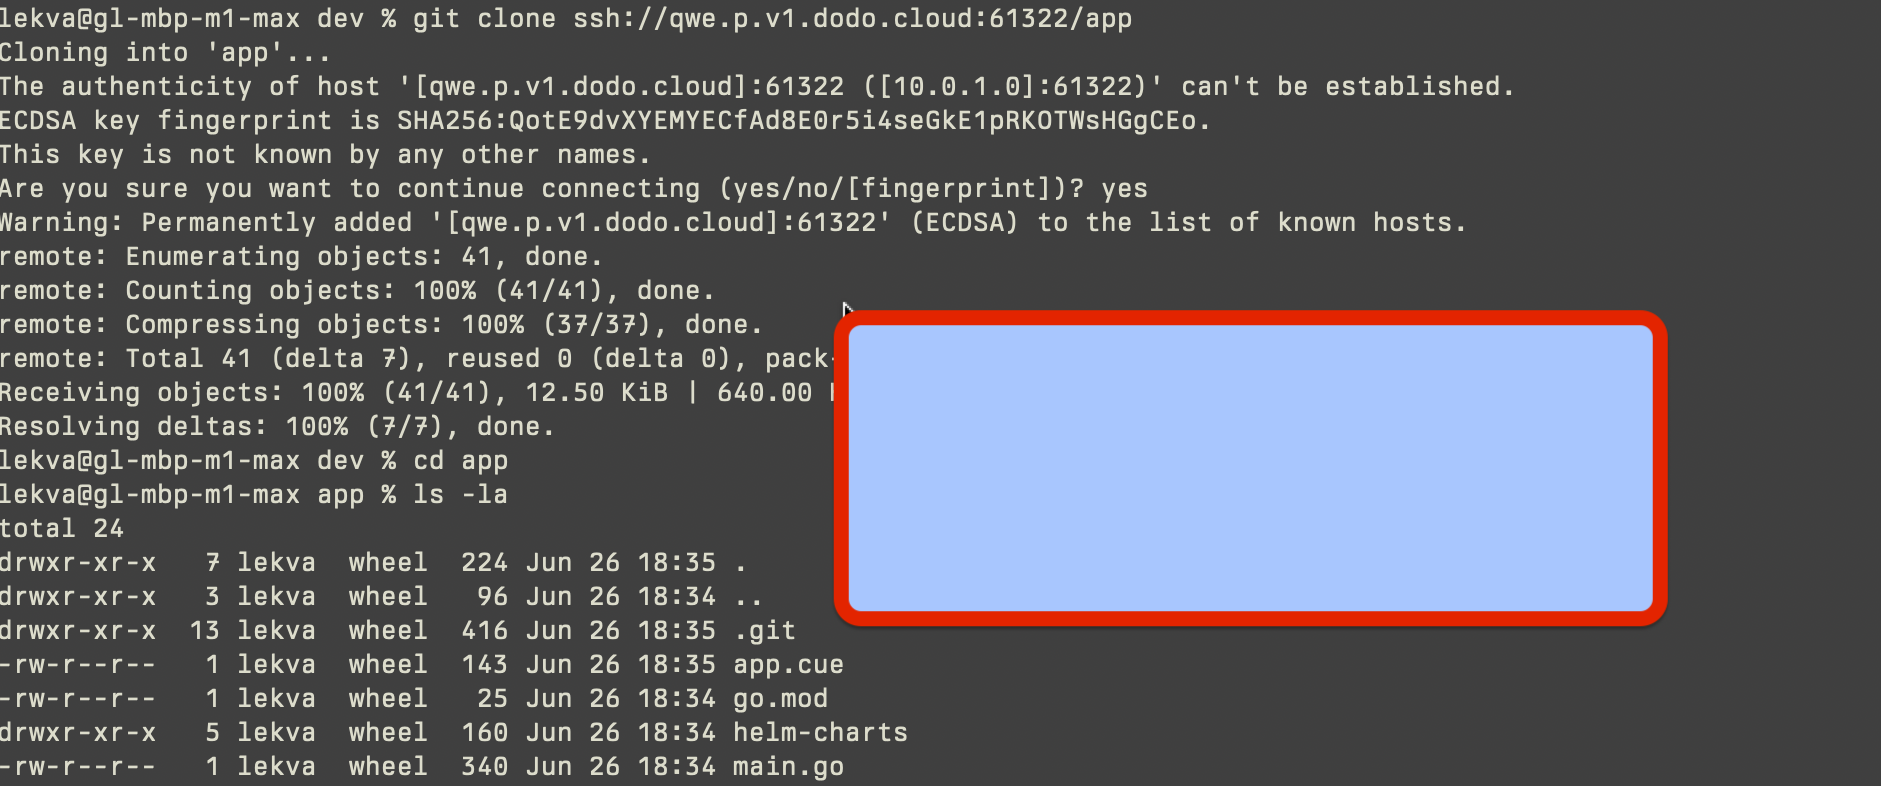 lekva@gl-mbp-m1-max dev % git clone ssh://qwe.p.v1.dodo.cloud:61322/app
Cloning into 'app'...
The authenticity of host '[qwe.p.v1.dodo.cloud]:61322 ([10.0.1.0]:61322)' can't be established.
ECDSA key fingerprint is SHA256:QotE9dvXYEMYECfAd8E0r5i4seGkE1pRKOTWsHGgCEo.
This key is not known by any other names.
Are you sure you want to continue connecting (yes/no/[fingerprint])? yes
Warning: Permanently added '[qwe.p.v1.dodo.cloud]:61322' (ECDSA) to the list of known hosts.
remote: Enumerating objects: 41, done.
remote: Counting objects: 100% (41/41), done.
remote: Compressing objects: 100% (37/37), done.
remote: Total 41 (delta 7), reused 0 (delta 0), pack-
Receiving objects: 100% (41/41), 12.50 KiB | 640.00
Resolving deltas: 100% (7/7), done.
lekva@gl-mbp-m1-max dev % cd app
lekva@gl-mbp-m1-max app % ls -la
total 24
drwxr-xr-x   7 lekva  wheel  224 Jun 26 18:35 .
drwxr-xr-x   3 lekva  wheel   96 Jun 26 18:34 ..
drwxr-xr-x  13 lekva  wheel  416 Jun 26 18:35 .git
-rw-r--r--   1 lekva  wheel  143 Jun 26 18:35 app.cue
-rw-r--r--   1 lekva  wheel   25 Jun 26 18:34 go.mod
drwxr-xr-x   5 lekva  wheel  160 Jun 26 18:34 helm-charts
-rw-r--r--   1 lekva  wheel  340 Jun 26 18:34 main.go